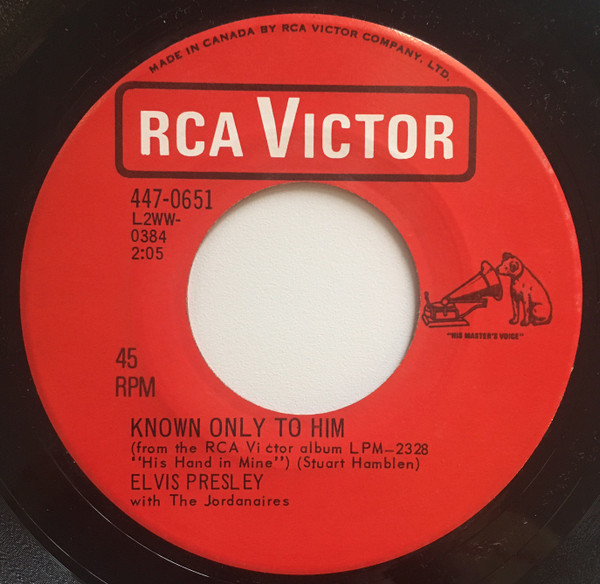 MADE IN CANADA BY RCA VICTOR COMPANY, LTD.
RCA VICTOR
447-0651
L2WW-
0384
2:05
"HIS MASTER'S VOICE"
45
RPM
KNOWN ONLY TO HIM
(from the RCA Victor album LPM-2328
"His Hand in Mine") (Stuart Hamblen)
ELVIS PRESLEY
with The Jordanaires